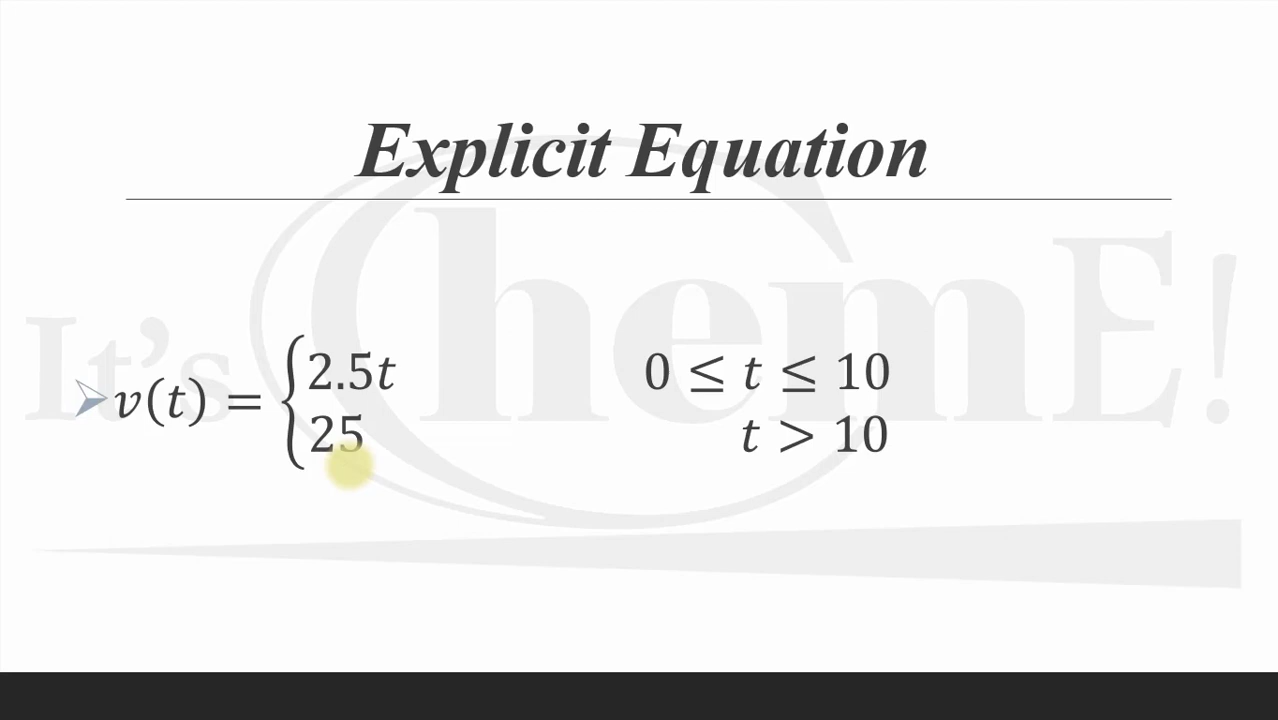 Explicit Equation
It's ChemE!
v(t) = { 2.5t 0 ≤ t ≤ 10
25 t > 10